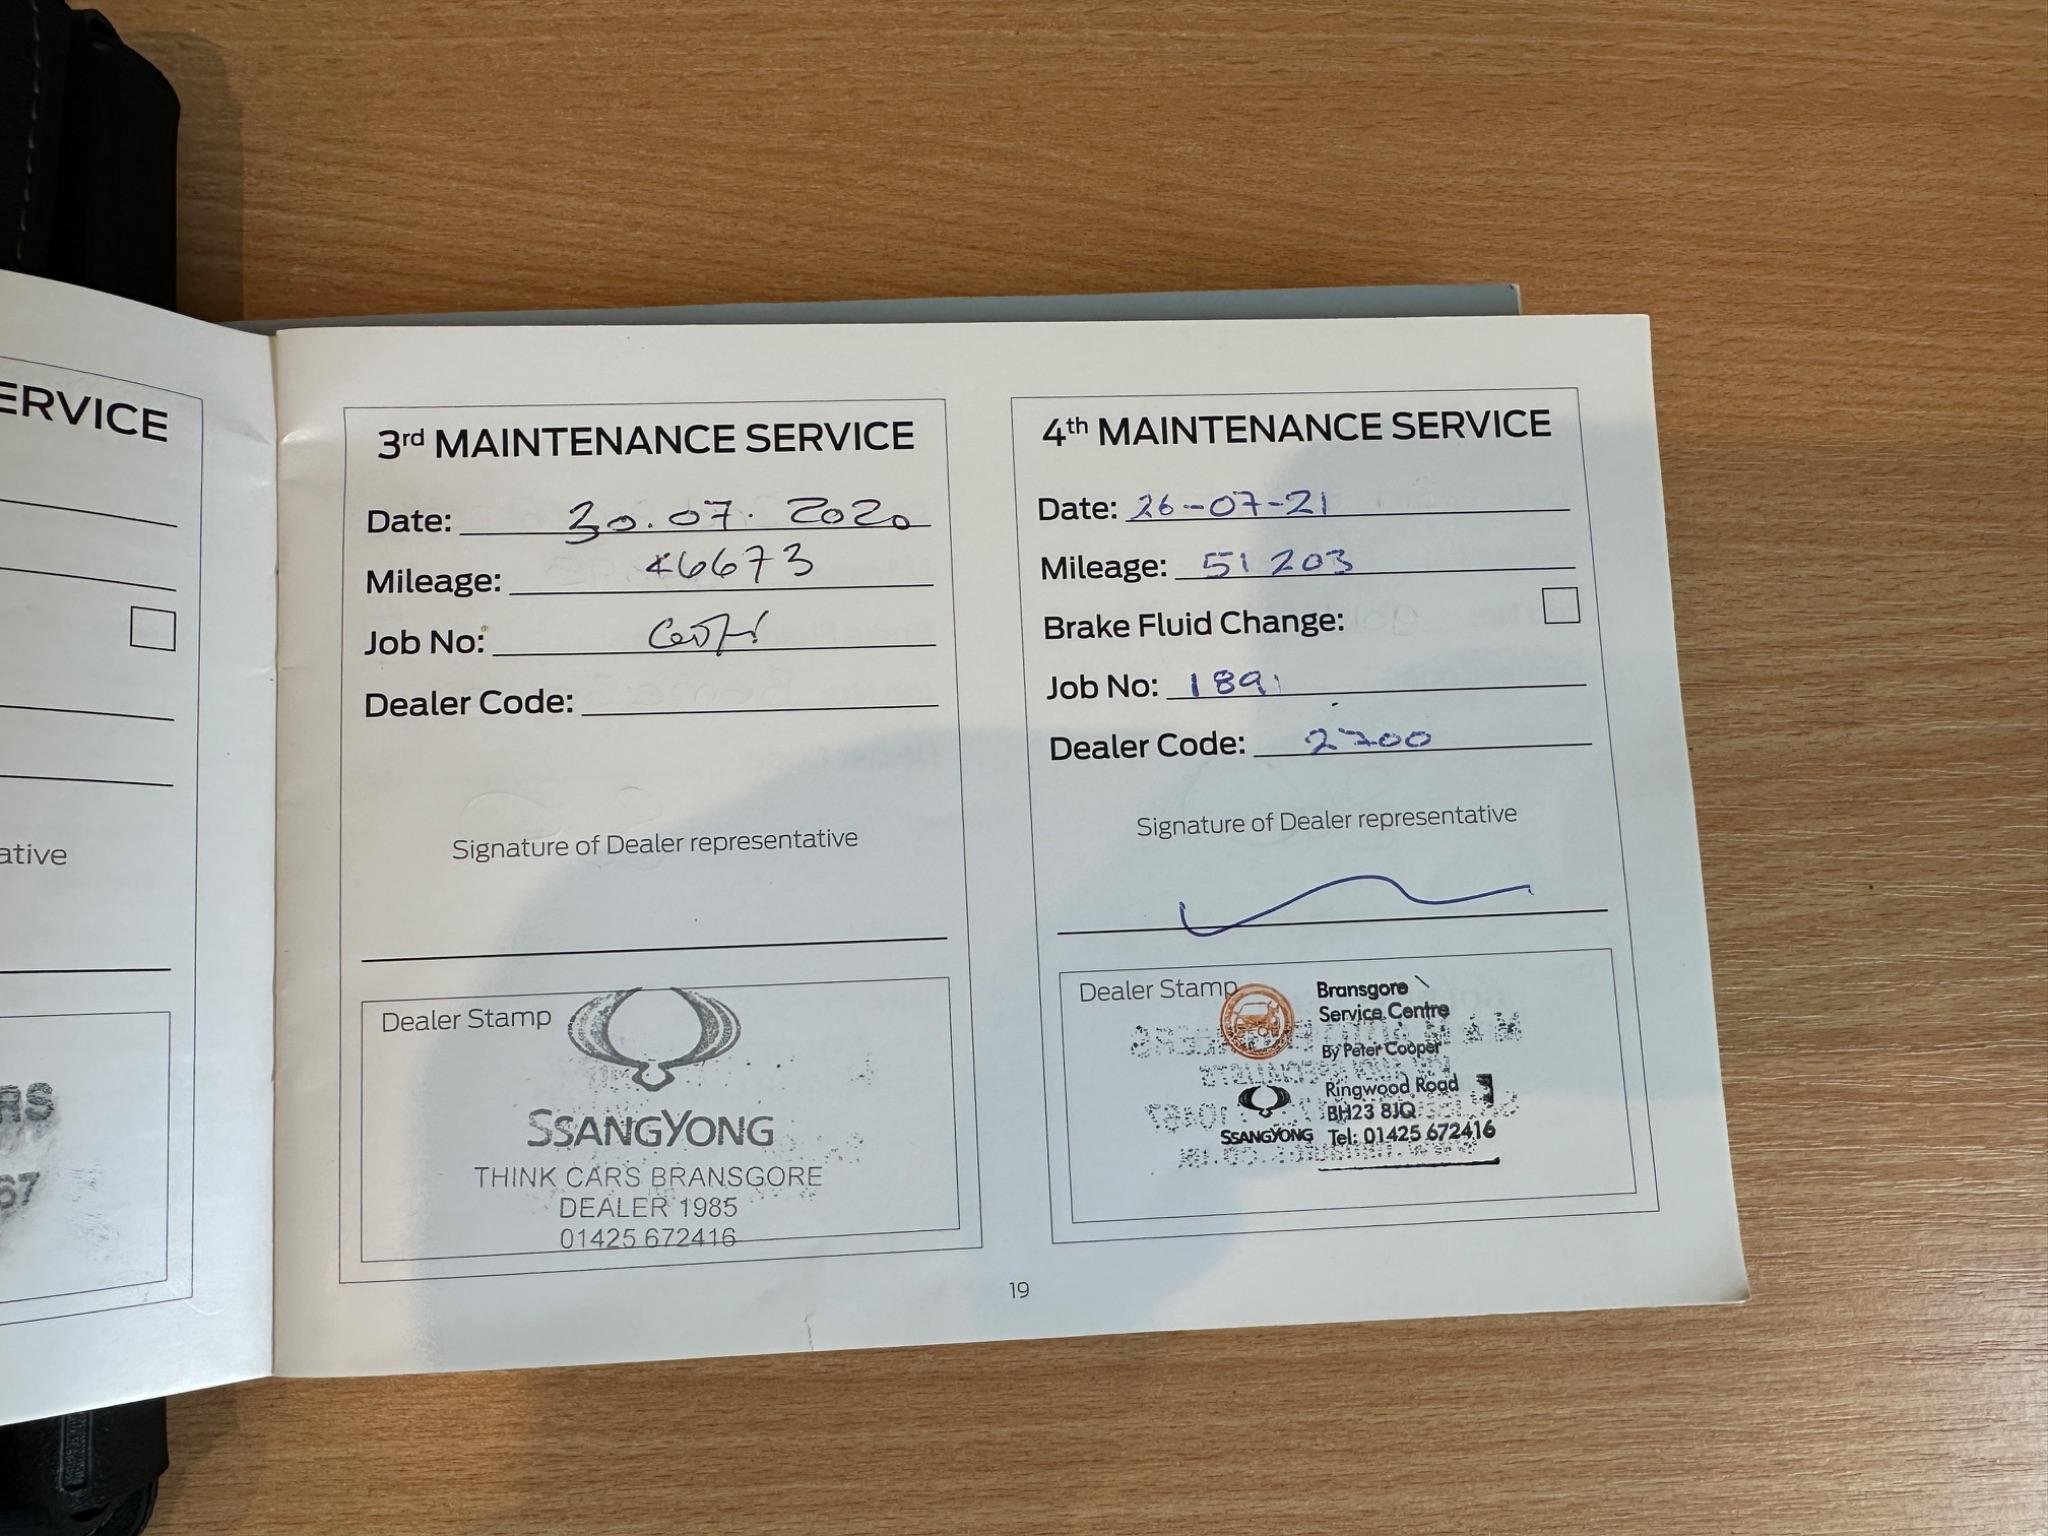 ERVICE
ative
RS
67
3rd MAINTENANCE SERVICE
Date: 30.07.2020
Mileage: 46673
Job No:
Dealer Code:
Signature of Dealer representative
Dealer Stamp
SSANGYONG
THINK CARS BRANSGORE
DEALER 1985
01425 672416
4th MAINTENANCE SERVICE
Date: 26-07-21
Mileage: 51203
Brake Fluid Change:
Job No: 1891
Dealer Code: 2700
Signature of Dealer representative
Dealer Stamp
Bransgore
Service Centre
By Peter Cooper
Ringwood Road
BH23 8JQ
SSANGYONG Tel: 01425 672416
19